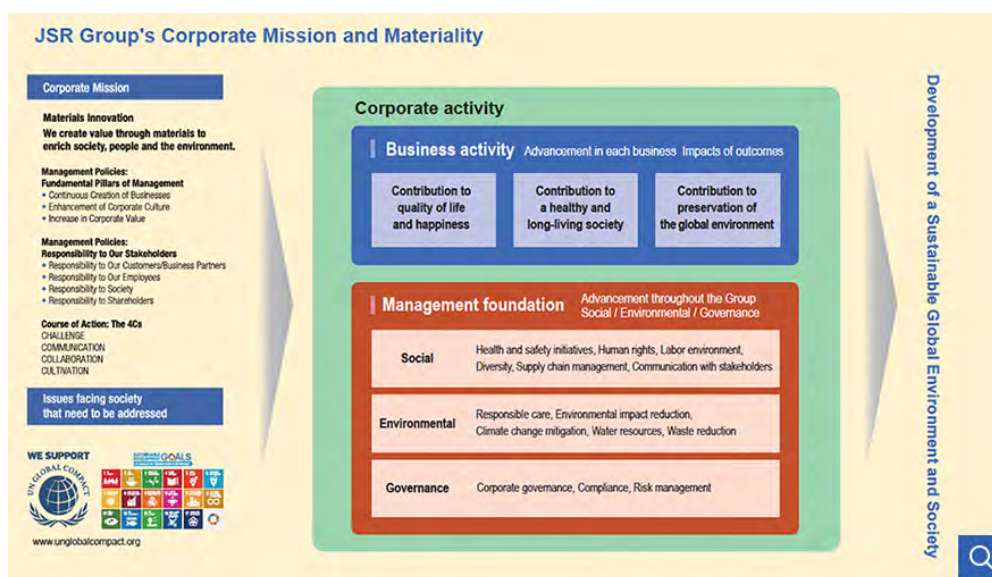 JSR Group's Corporate Mission and Materiality
Corporate Mission
Materials Innovation
We create value through materials to
enrich society, people and the environment.
Management Policies:
Fundamental Pillars of Management
• Continuous Creation of Businesses
• Enhancement of Corporate Culture
• Increase in Corporate Value
Management Policies:
Responsibility to Our Stakeholders
• Responsibility to Our Customers/Business Partners
• Responsibility to Our Employees
• Responsibility to Society
• Responsibility to Shareholders
Course of Action: The 4Cs
CHALLENGE
COMMUNICATION
COLLABORATION
CULTIVATION
Issues facing society
that need to be addressed
WE SUPPORT
UN GLOBAL COMPACT
GOALS
www.unglobalcompact.org
Corporate activity
Business activity Advancement in each business Impacts of outcomes
Contribution to
quality of life
and happiness
Contribution to
a healthy and
long-living society
Contribution to
preservation of
the global environment
Management foundation
Advancement throughout the Group
Social / Environmental / Governance
Social
Health and safety initiatives, Human rights, Labor environment,
Diversity, Supply chain management, Communication with stakeholders
Environmental
Responsible care, Environmental impact reduction,
Climate change mitigation, Water resources, Waste reduction
Governance
Corporate governance, Compliance, Risk management
Development of a Sustainable Global Environment and Society